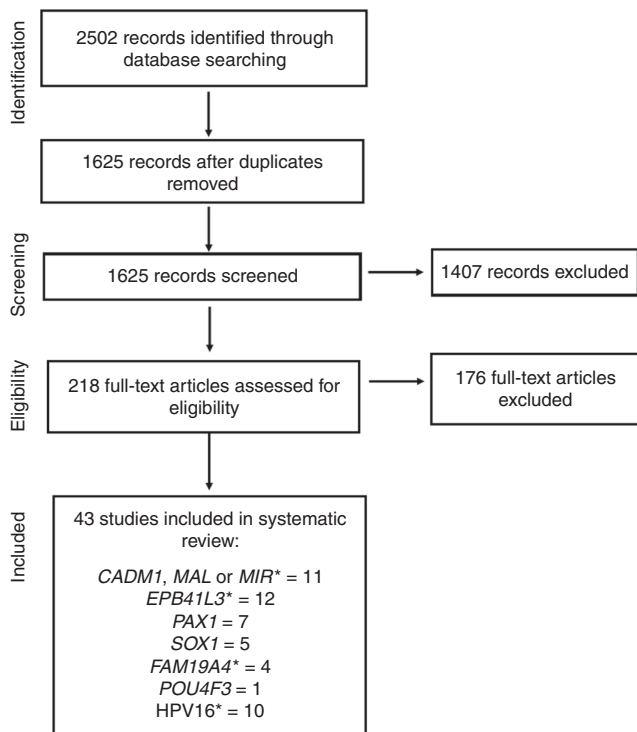 Identification
2502 records identified through
database searching
1625 records after duplicates
removed
Screening
1625 records screened
1407 records excluded
Eligibility
218 full-text articles assessed for
eligibility
176 full-text articles
excluded
Included
43 studies included in systematic
review:
CADM1, MAL or MIR* = 11
EPB41L3* = 12
PAX1 = 7
SOX1 = 5
FAM19A4* = 4
POU4F3 = 1
HPV16* = 10